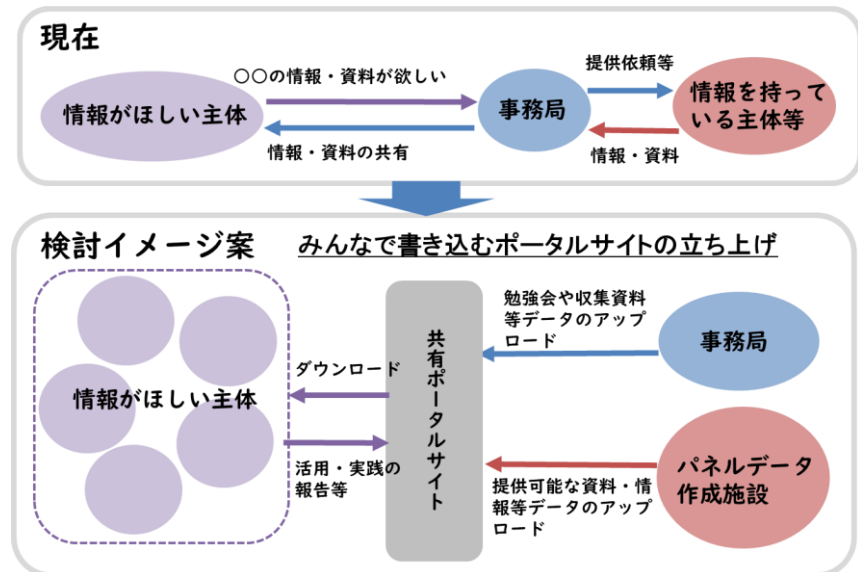 現在
〇〇の情報・資料が欲しい
提供依頼等
情報がほしい主体
事務局
情報を持って
いる主体等
情報・資料の共有
情報・資料
検討イメージ案
みんなで書き込むポータルサイトの立ち上げ
勉強会や収集資料
等データのアップ
ロード
事務局
共有ポータルサイト
ダウンロード
情報がほしい主体
活用・実践の
報告等
パネルデータ
作成施設
提供可能な資料・情
報等データのアップ
ロード